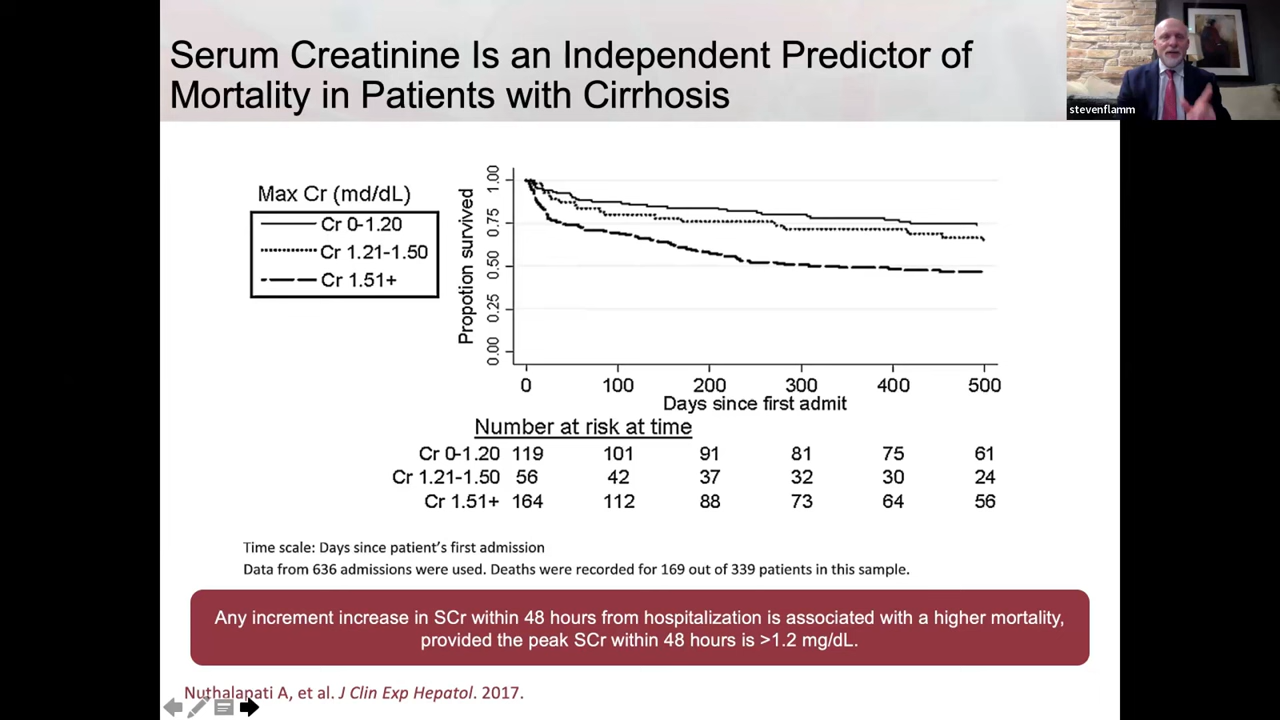 Serum Creatinine Is an Independent Predictor of
Mortality in Patients with Cirrhosis
stevenflamm
Max Cr (md/dL)
Cr 0-1.20
Cr 1.21-1.50
Cr 1.51+
Propotion survived
1.00
0.75
0.50
0.25
0.00
0 100 200 300 400 500
Days since first admit
Number at risk at time
Cr 0-1.20 119 101 91 81 75 61
Cr 1.21-1.50 56 42 37 32 30 24
Cr 1.51+ 164 112 88 73 64 56
Time scale: Days since patient's first admission
Data from 636 admissions were used. Deaths were recorded for 169 out of 339 patients in this sample.
Any increment increase in SCr within 48 hours from hospitalization is associated with a higher mortality,
provided the peak SCr within 48 hours is >1.2 mg/dL.
Nuthalapati A, et al. J Clin Exp Hepatol. 2017.